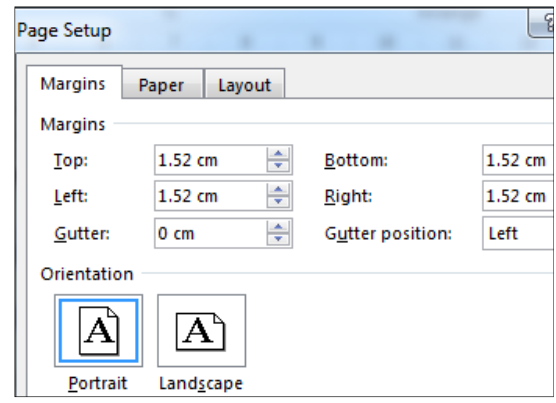 Page Setup
Margins Paper Layout
Margins
Top: 1.52 cm Bottom: 1.52 cm
Left: 1.52 cm Right: 1.52 cm
Gutter: 0 cm Gutter position: Left
Orientation
A A
Portrait Landscape